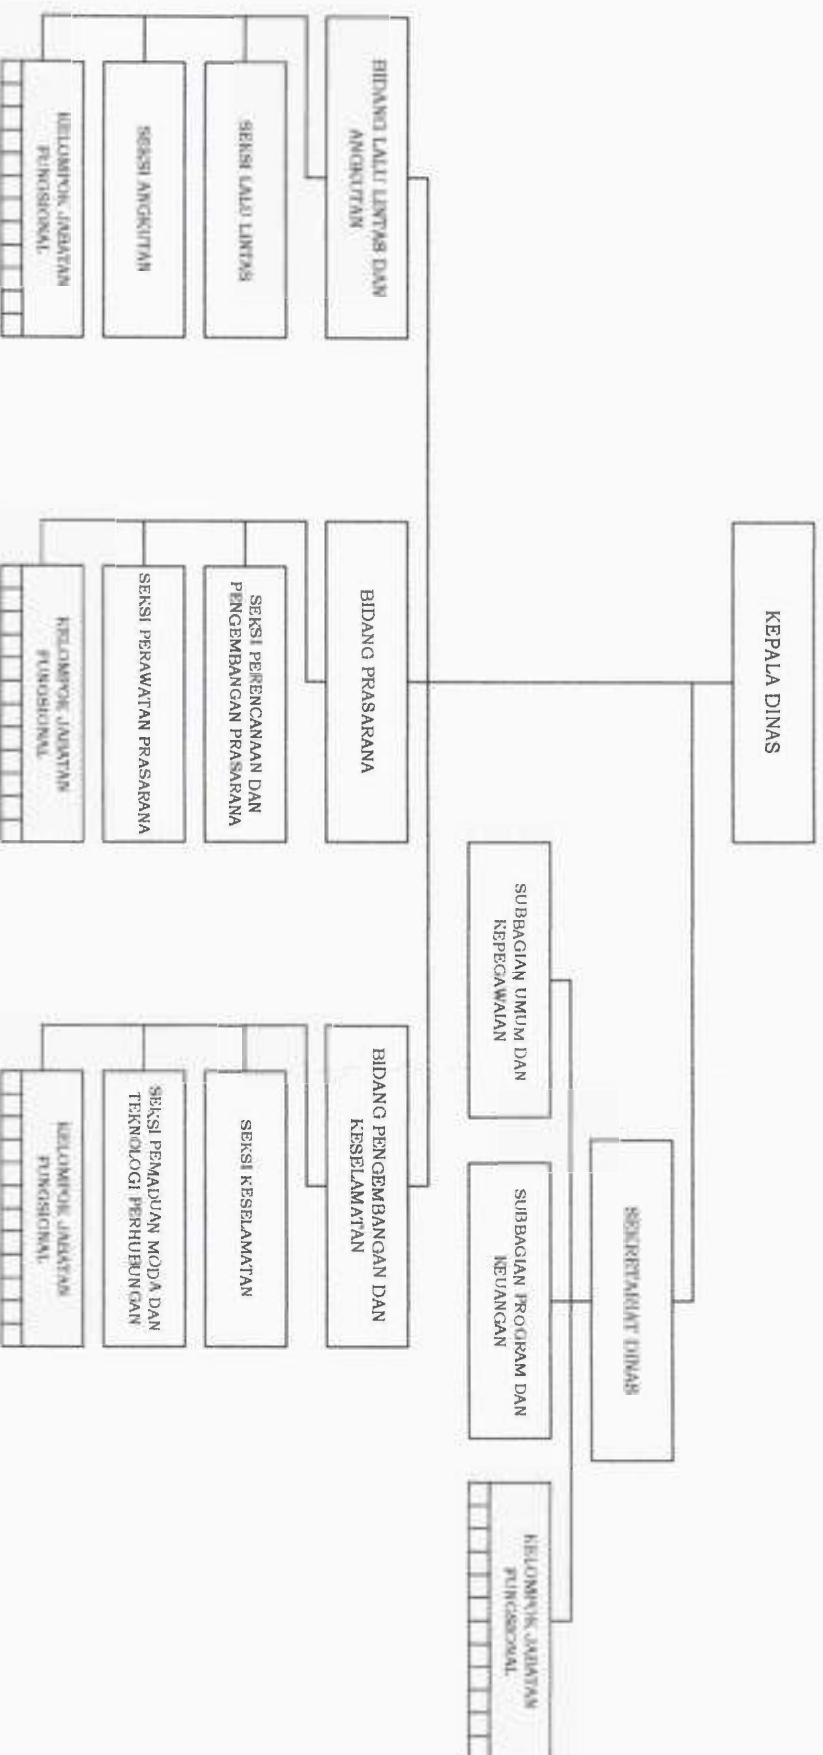 KEPALA DINAS
SEKRETARIAT DINAS
SUBBAGIAN UMUM DAN
KEPEGAWAIAN
SUBBAGIAN PROGRAM DAN
KEUANGAN
KELOMPOK JABATAN
FUNGSIONAL
BIDANG LALU LINTAS DAN
ANGKUTAN
SEKSI LALU LINTAS
SEKSI ANGKUTAN
KELOMPOK JABATAN
FUNGSIONAL
BIDANG PRASARANA
SEKSI PERENCANAAN DAN
PENGEMBANGAN PRASARANA
SEKSI PERAWATAN PRASARANA
KELOMPOK JABATAN
FUNGSIONAL
BIDANG PENGEMBANGAN DAN
KESELAMATAN
SEKSI KESELAMATAN
SEKSI PEMADUAN MODA DAN
TEKNOLOGI PERHUBUNGAN
KELOMPOK JABATAN
FUNGSIONAL